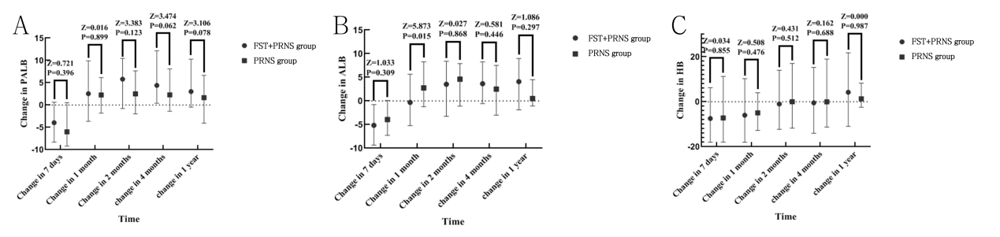 A
Z=0.721
P=0.396
Z=0.016
P=0.899
Z=3.383
P=0.123
Z=3.474
P=0.062
Z=3.106
P=0.078
15
10
5
0
-5
-10
Change in PALB
Change in 7 days
Change in 1 month
Change in 2 months
change in 4 months
change in 1 year
Time
FST+PRNS group
PRNS group
B
Z=1.033
P=0.309
Z=5.873
P=0.015
Z=0.027
P=0.868
Z=0.581
P=0.446
Z=1.086
P=0.297
15
10
5
0
-5
-10
Change in ALB
Change in 7 days
Change in 1 month
Change in 2 months
change in 4 months
change in 1 year
Time
FST+PRNS group
PRNS group
C
Z=0.034
P=0.855
Z=0.508
P=0.476
Z=0.431
P=0.512
Z=0.162
P=0.688
Z=0.000
P=0.987
20
0
-20
Change in HB
Change in 7 days
Change in 1 month
Change in 2 months
change in 4 months
change in 1 year
Time
FST+PRNS group
PRNS group